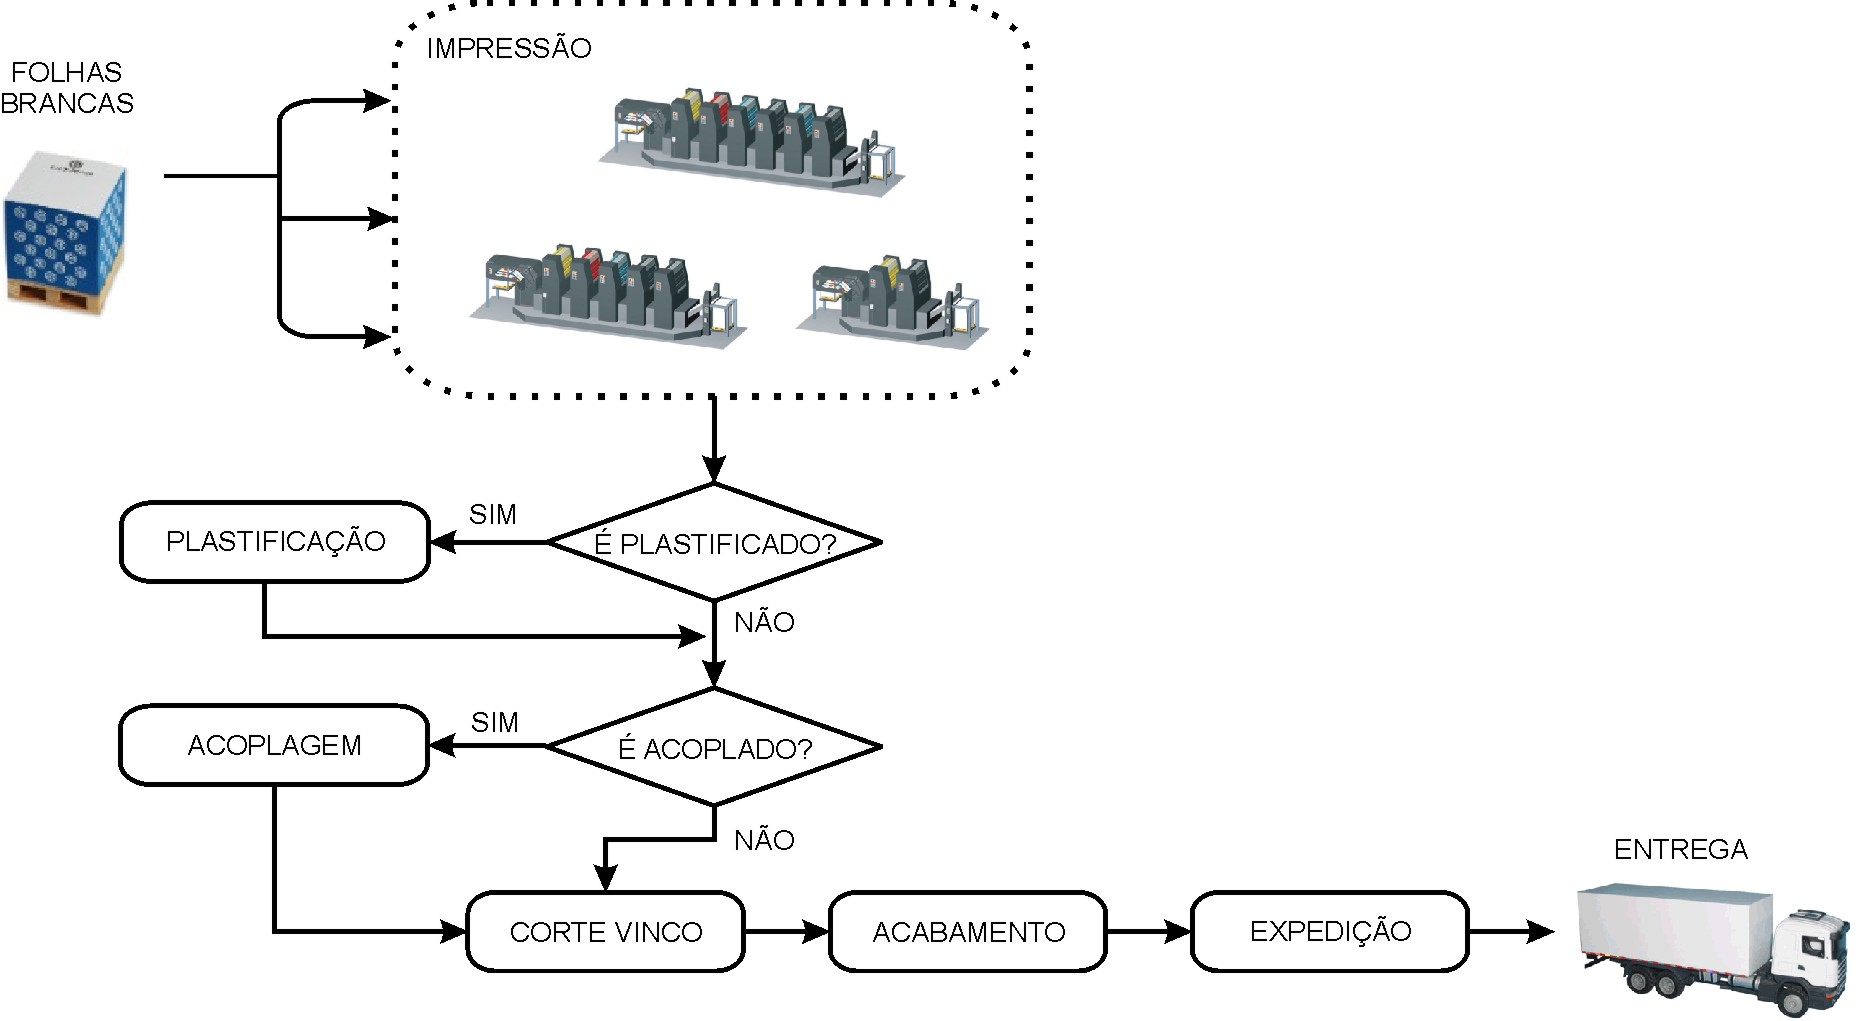 FOLHAS
BRANCAS
IMPRESSÃO
É PLASTIFICADO?
SIM
PLASTIFICAÇÃO
NÃO
É ACOPLADO?
SIM
ACOPLAGEM
NÃO
CORTE VINCO
ACABAMENTO
EXPEDIÇÃO
ENTREGA